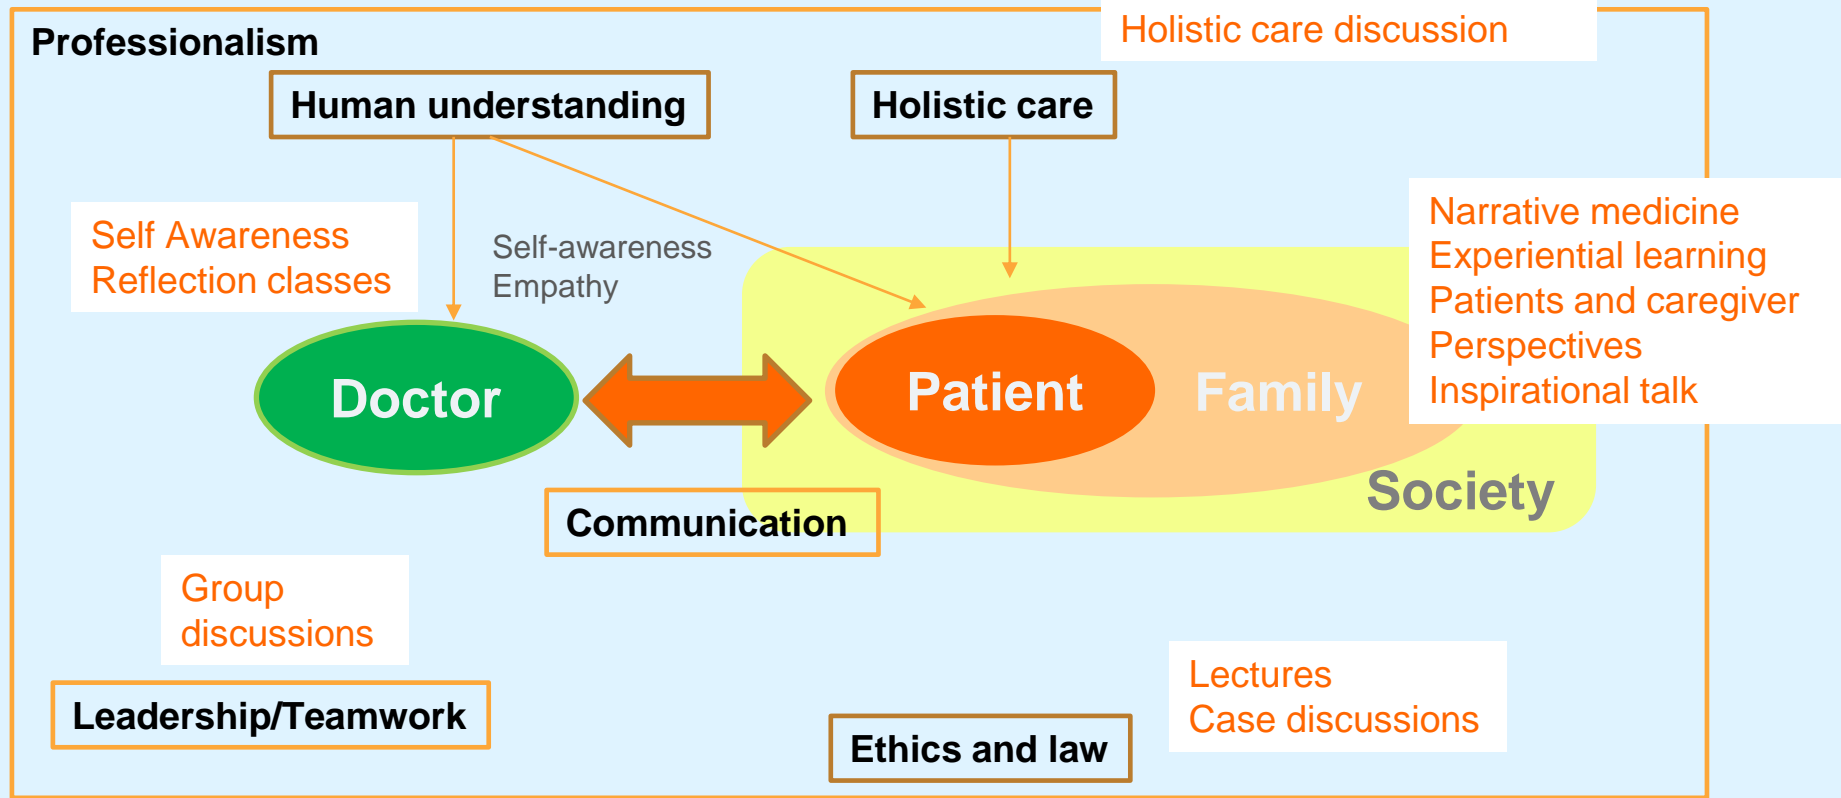 Holistic care discussion
Professionalism
Human understanding
Holistic care
Self Awareness
Reflection classes
Self-awareness
Empathy
Narrative medicine
Experiential learning
Patients and caregiver
Perspectives
Inspirational talk
Doctor
Patient
Family
Society
Communication
Group
discussions
Leadership/Teamwork
Lectures
Case discussions
Ethics and law